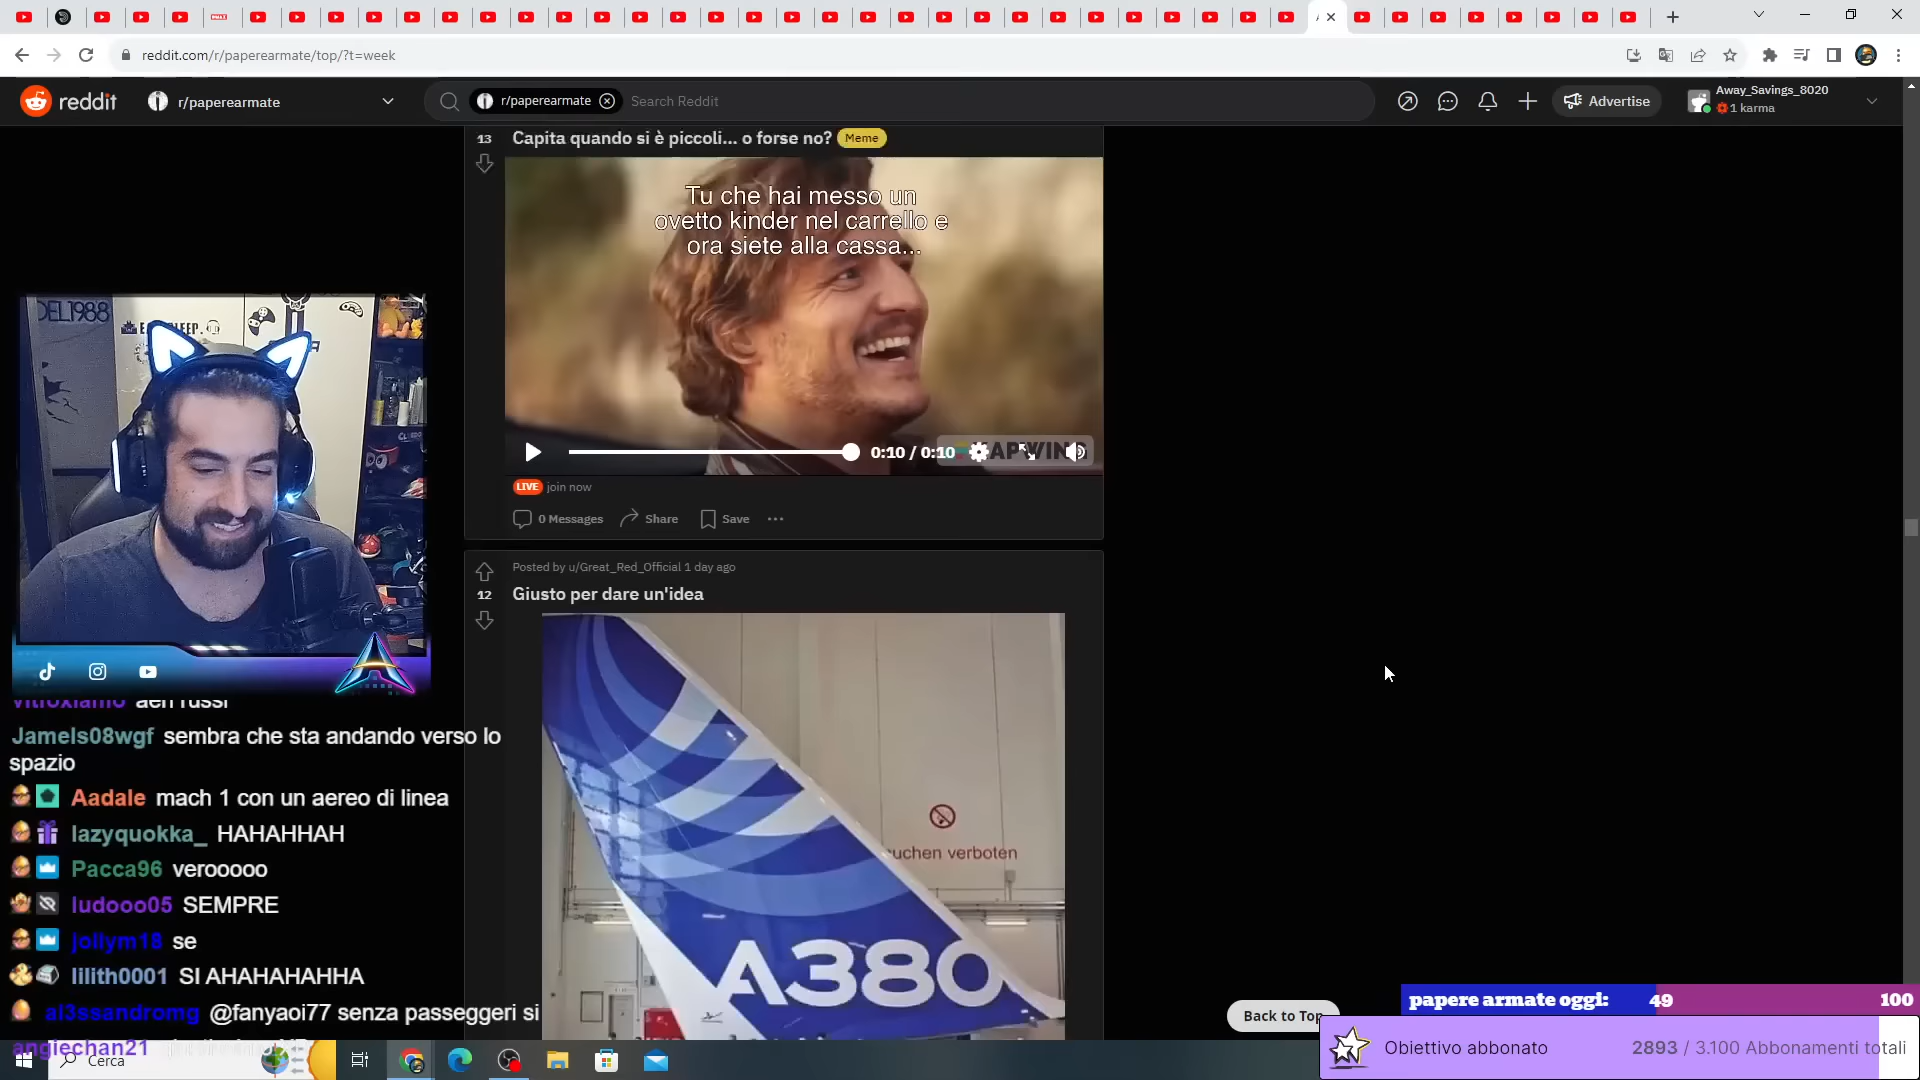 reddit.com/r/paperearmate/top/?t=week
reddit
r/paperearmate
r/paperearmate
Search Reddit
Advertise
Away_Savings_8020
1 karma
13
Capita quando si è piccoli... o forse no?
Meme
Tu che hai messo un
ovetto kinder nel carrello e
ora siete alla cassa...
0:10 / 0:10
LIVE join now
0 Messages
Share
Save
Posted by u/Great_Red_Official 1 day ago
12
Giusto per dare un'idea
uchen verboten
A380
DEL1988
vitroxiamo aeri russi
Jamels08wgf sembra che sta andando verso lo
spazio
Aadale mach 1 con un aereo di linea
lazyquokka_ HAHAHHAH
Pacca96 verooooo
ludooo05 SEMPRE
jollym18 se
lilith0001 SI AHAHAHAHHA
al3ssandromg @fanyaoi77 senza passeggeri si
angiechan21
Cerca
Back to Top
papere armate oggi: 49 100
Obiettivo abbonato
2893 / 3.100 Abbonamenti totali